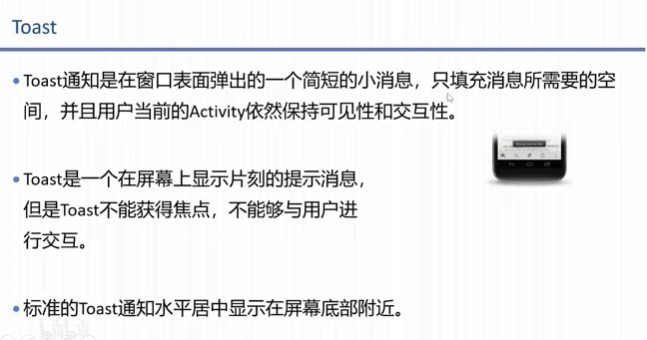 Toast
•Toast通知是在窗口表面弹出的一个简短的小消息，只填充消息所需要的空
间，并且用户当前的Activity依然保持可见性和交互性。
•Toast是一个在屏幕上显示片刻的提示消息，
但是Toast不能获得焦点，不能够与用户进
行交互。
•标准的Toast通知水平居中显示在屏幕底部附近。